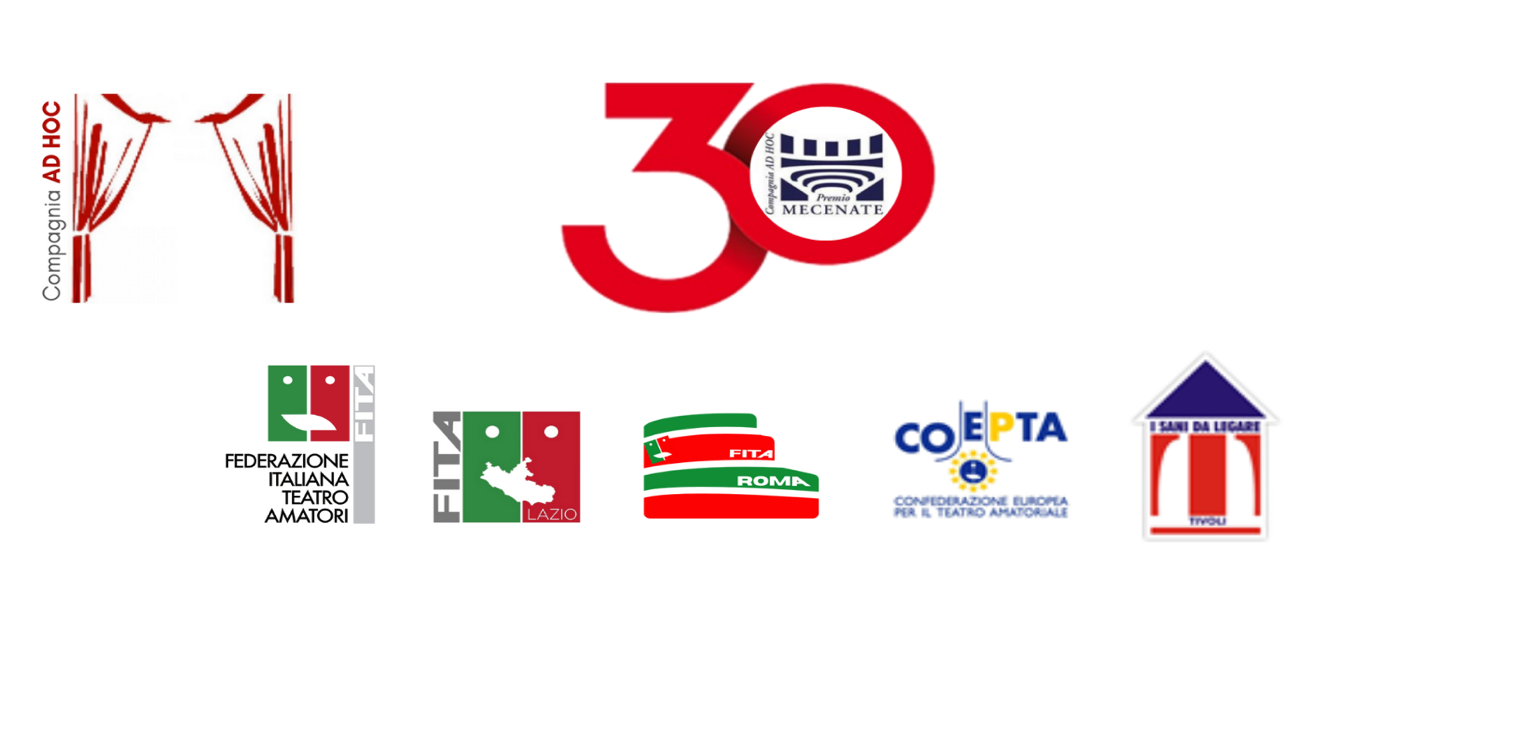 Compagnia AD HOC
30
Compagnia AD HOC
Premio
MECENATE
FITA
FEDERAZIONE
ITALIANA
TEATRO
AMATORI
FITA
LAZIO
FITA
ROMA
COEPTA
CONFEDERAZIONE EUROPEA
PER IL TEATRO AMATORIALE
I SANI DA LEGARE
TIVOLI